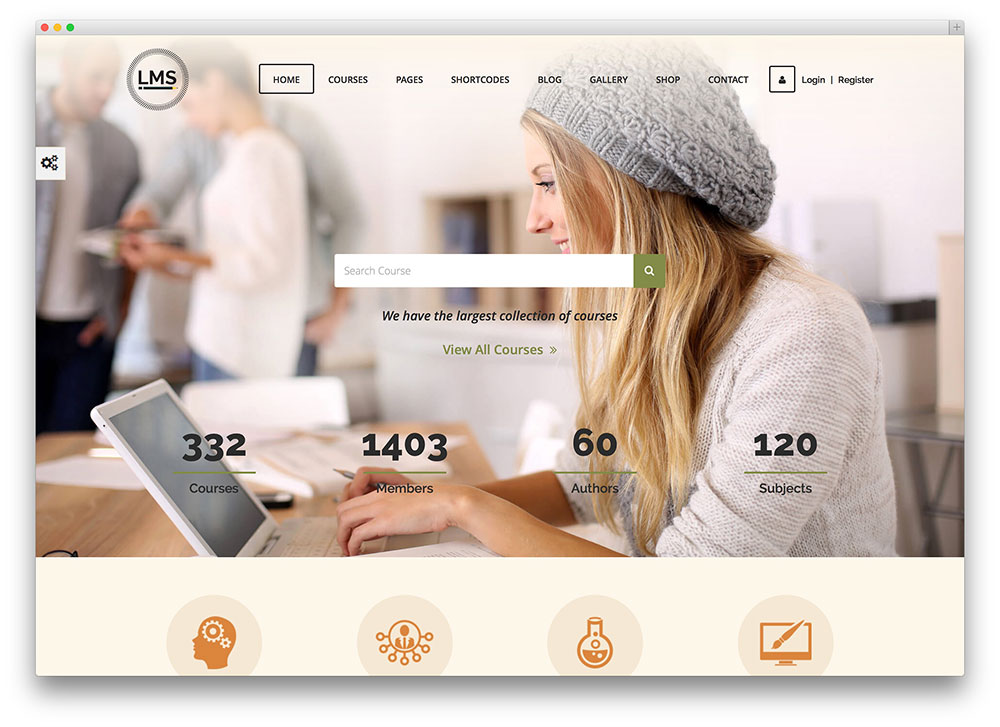 LMS
HOME COURSES PAGES SHORTCODES BLOG GALLERY SHOP CONTACT Login | Register
Search Course
We have the largest collection of courses
View All Courses »
332 1403 60 120
Courses Members Authors Subjects